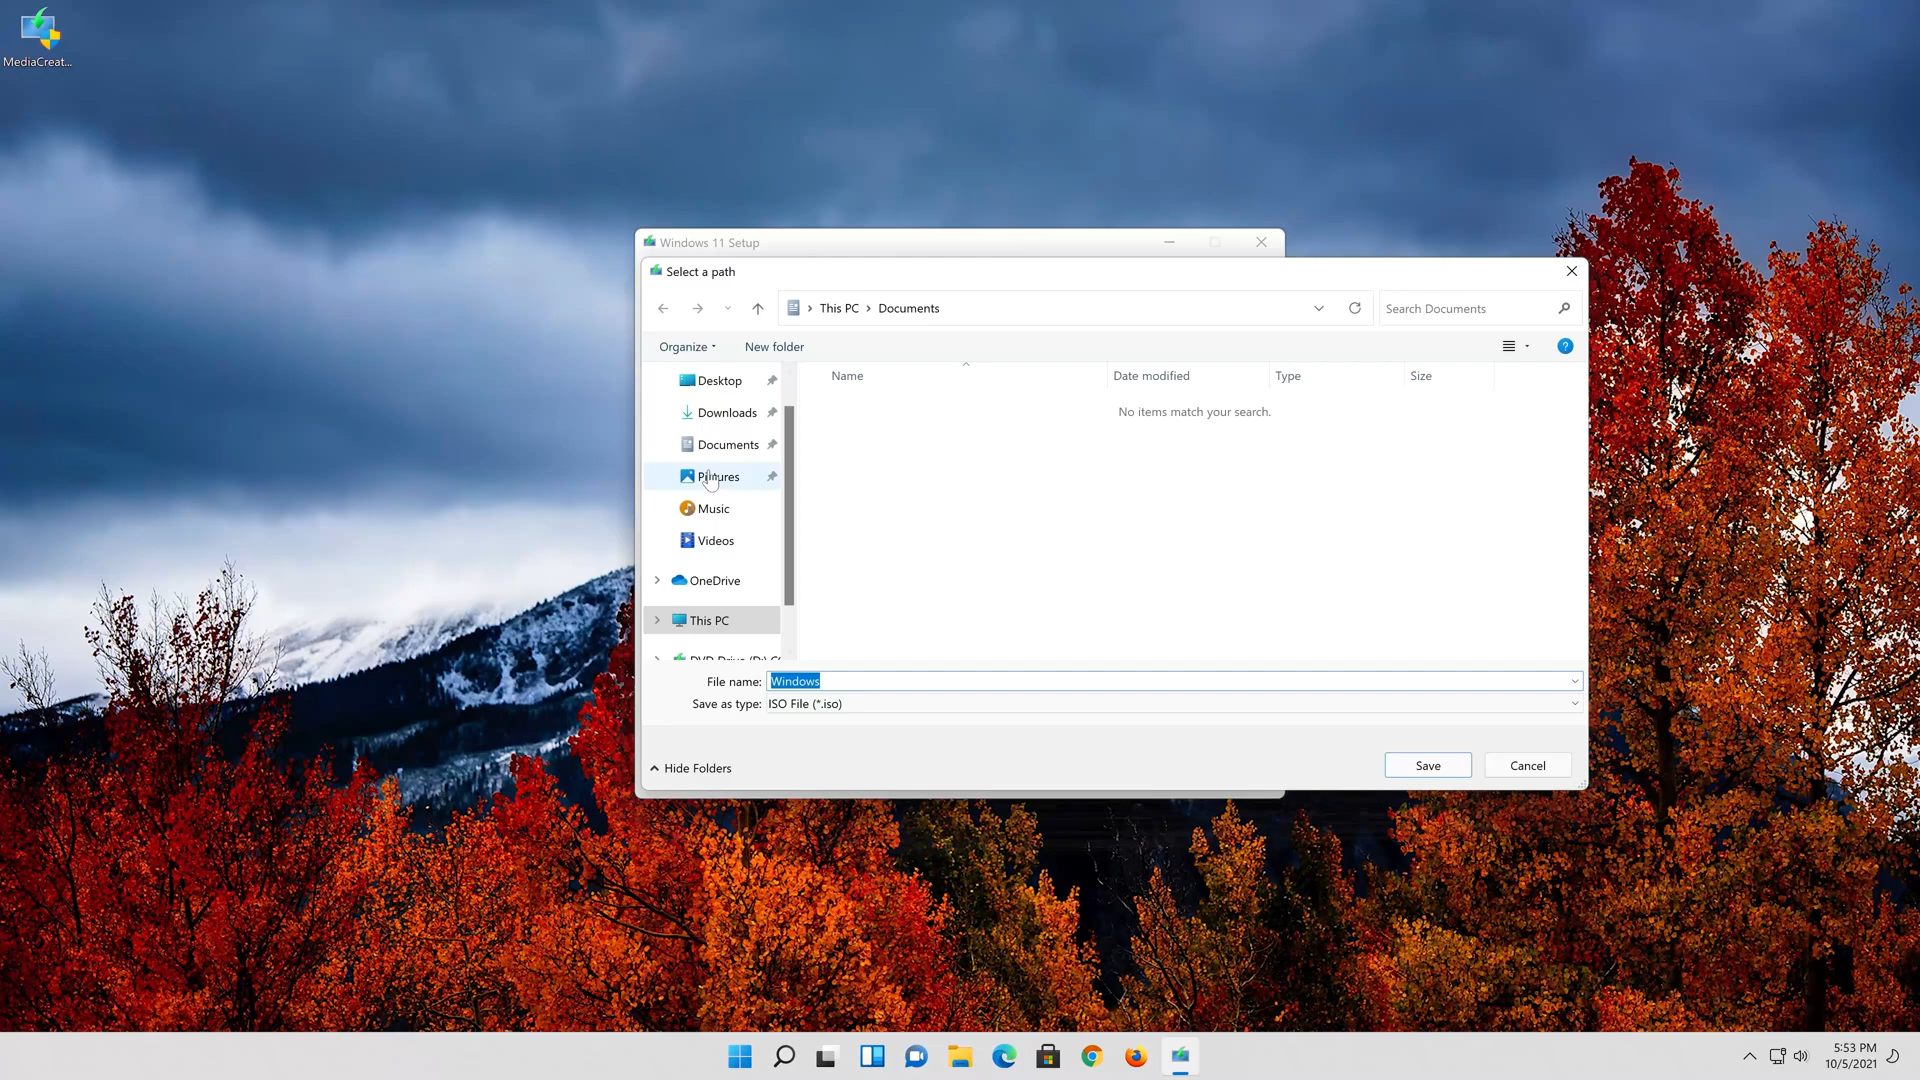 MediaCreat...
Windows 11 Setup
Select a path
This PC > Documents
Search Documents
Organize
New folder
Name
Date modified
Type
Size
No items match your search.
Desktop
Downloads
Documents
Pictures
Music
Videos
OneDrive
This PC
DVD Drive (D:)
File name: Windows
Save as type: ISO File (*.iso)
Hide Folders
Save
Cancel
5:53 PM
10/5/2021